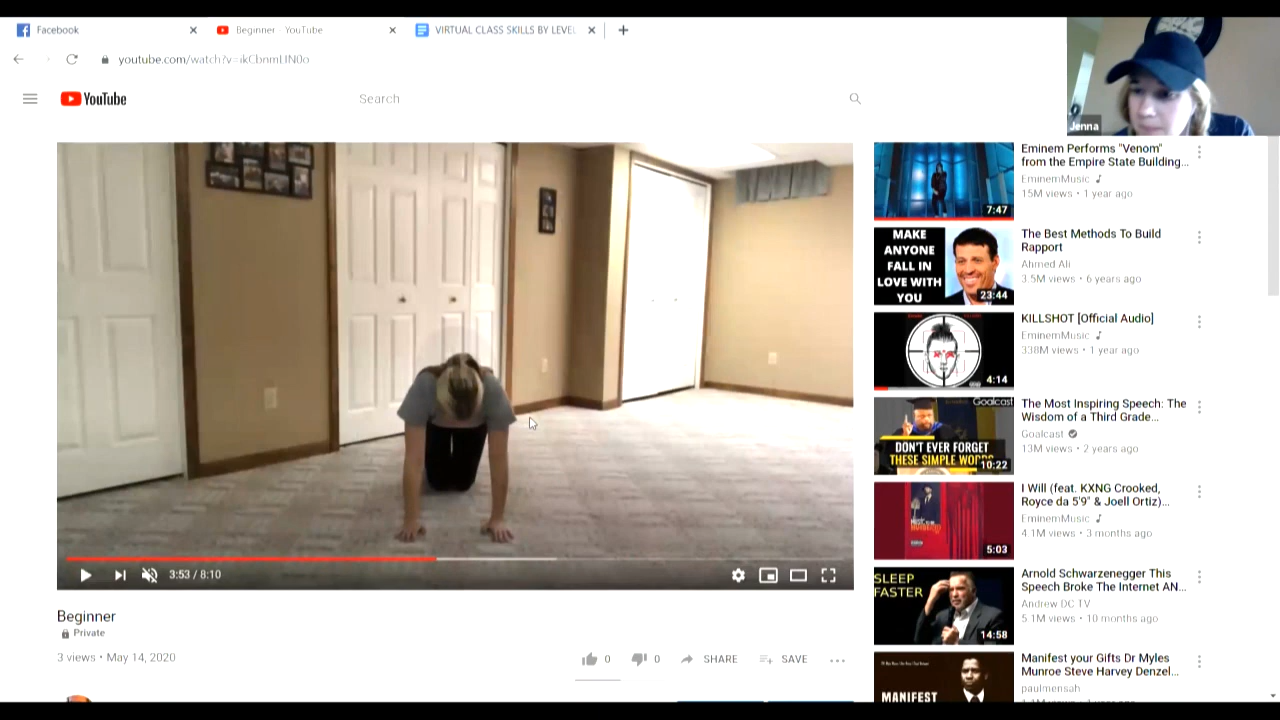 Facebook
Beginner - YouTube
VIRTUAL CLASS SKILLS BY LEVEL
youtube.com/watch?v=ikCbnmLIN0o
YouTube
Search
Jenna
Eminem Performs "Venom"
from the Empire State Building...
EminemMusic
15M views • 1 year ago
7:47
MAKE
ANYONE
FALL IN
LOVE WITH
YOU
23:44
The Best Methods To Build
Rapport
Ahmed Ali
3.5M views • 6 years ago
KILLSHOT [Official Audio]
EminemMusic
338M views • 1 year ago
4:14
Goalcast
DON'T EVER FORGET
THESE SIMPLE WORDS
10:22
The Most Inspiring Speech: The
Wisdom of a Third Grade...
Goalcast
13M views • 2 years ago
I Will (feat. KXNG Crooked,
Royce da 5'9" & Joell Ortiz)...
EminemMusic
4.1M views • 3 months ago
5:03
SLEEP
FASTER
14:58
Arnold Schwarzenegger This
Speech Broke The Internet AN...
Andrew DC TV
5.1M views • 10 months ago
MANIFEST
Manifest your Gifts Dr Myles
Munroe Steve Harvey Denzel...
paulmensah
3:53 / 8:10
Beginner
Private
3 views • May 14, 2020
0
0
SHARE
SAVE